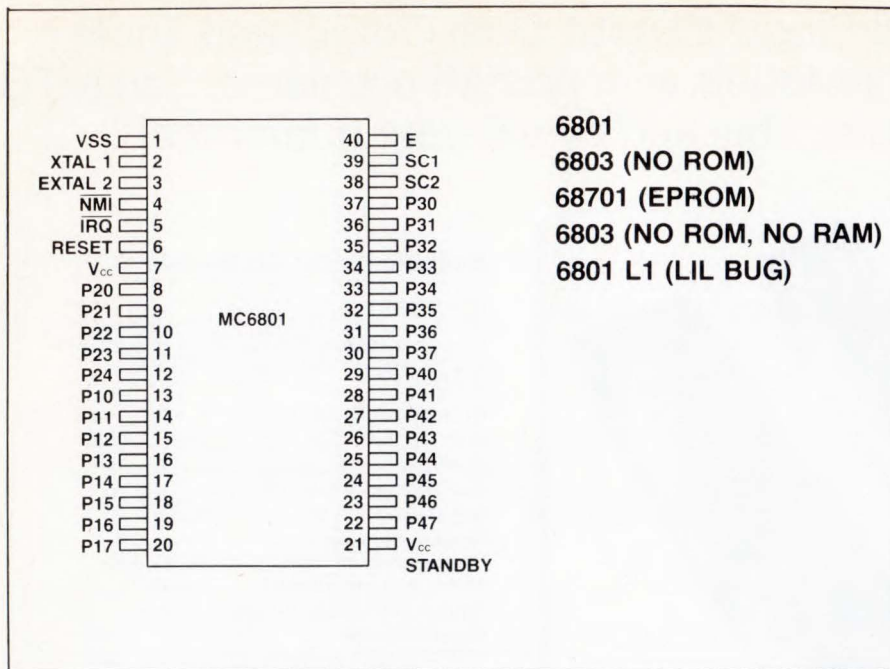 VSS 1 40 E
XTAL 1 2 39 SC1
EXTAL 2 3 38 SC2
N̅M̅I̅ 4 37 P30
I̅R̅Q̅ 5 36 P31
RESET 6 35 P32
Vcc 7 34 P33
P20 8 33 P34
P21 9 32 P35
MC6801
P22 10 31 P36
P23 11 30 P37
P24 12 29 P40
P10 13 28 P41
P11 14 27 P42
P12 15 26 P43
P13 16 25 P44
P14 17 24 P45
P15 18 23 P46
P16 19 22 P47
P17 20 21 Vcc
STANDBY
6801
6803 (NO ROM)
68701 (EPROM)
6803 (NO ROM, NO RAM)
6801 L1 (LIL BUG)